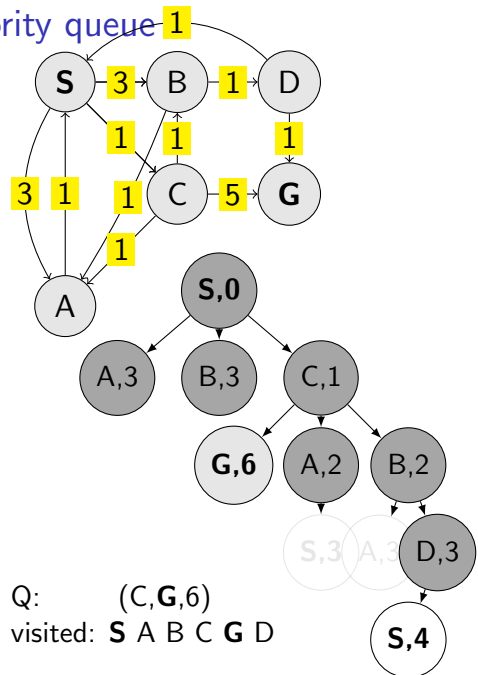 ority queue
1
S 3 B 1 D
1 1 1
3 1 1 C 5 G
1
A
S,0
A,3 B,3 C,1
G,6 A,2 B,2
S,3 A,3 D,3
Q: (C,G,6)
visited: S A B C G D
S,4